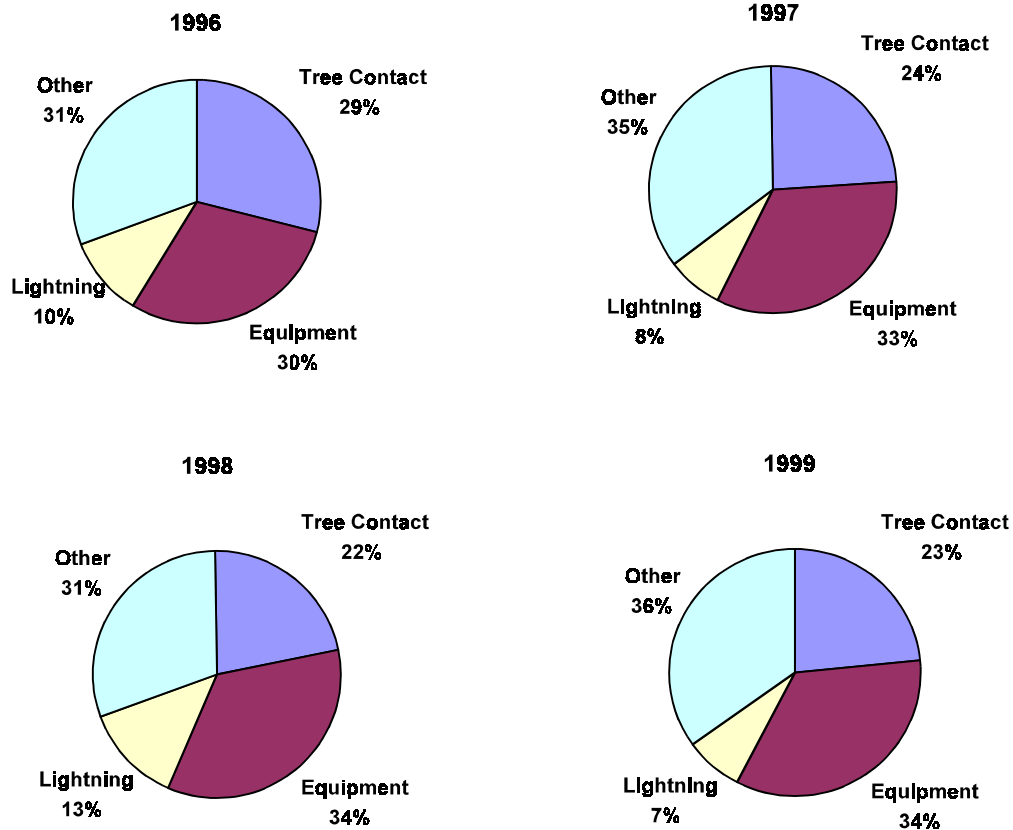 1996
Tree Contact
29%
Other
31%
Lightning
10%
Equipment
30%
1997
Tree Contact
24%
Other
35%
Lightning
8%
Equipment
33%
1998
Tree Contact
22%
Other
31%
Lightning
13%
Equipment
34%
1999
Tree Contact
23%
Other
36%
Lightning
7%
Equipment
34%